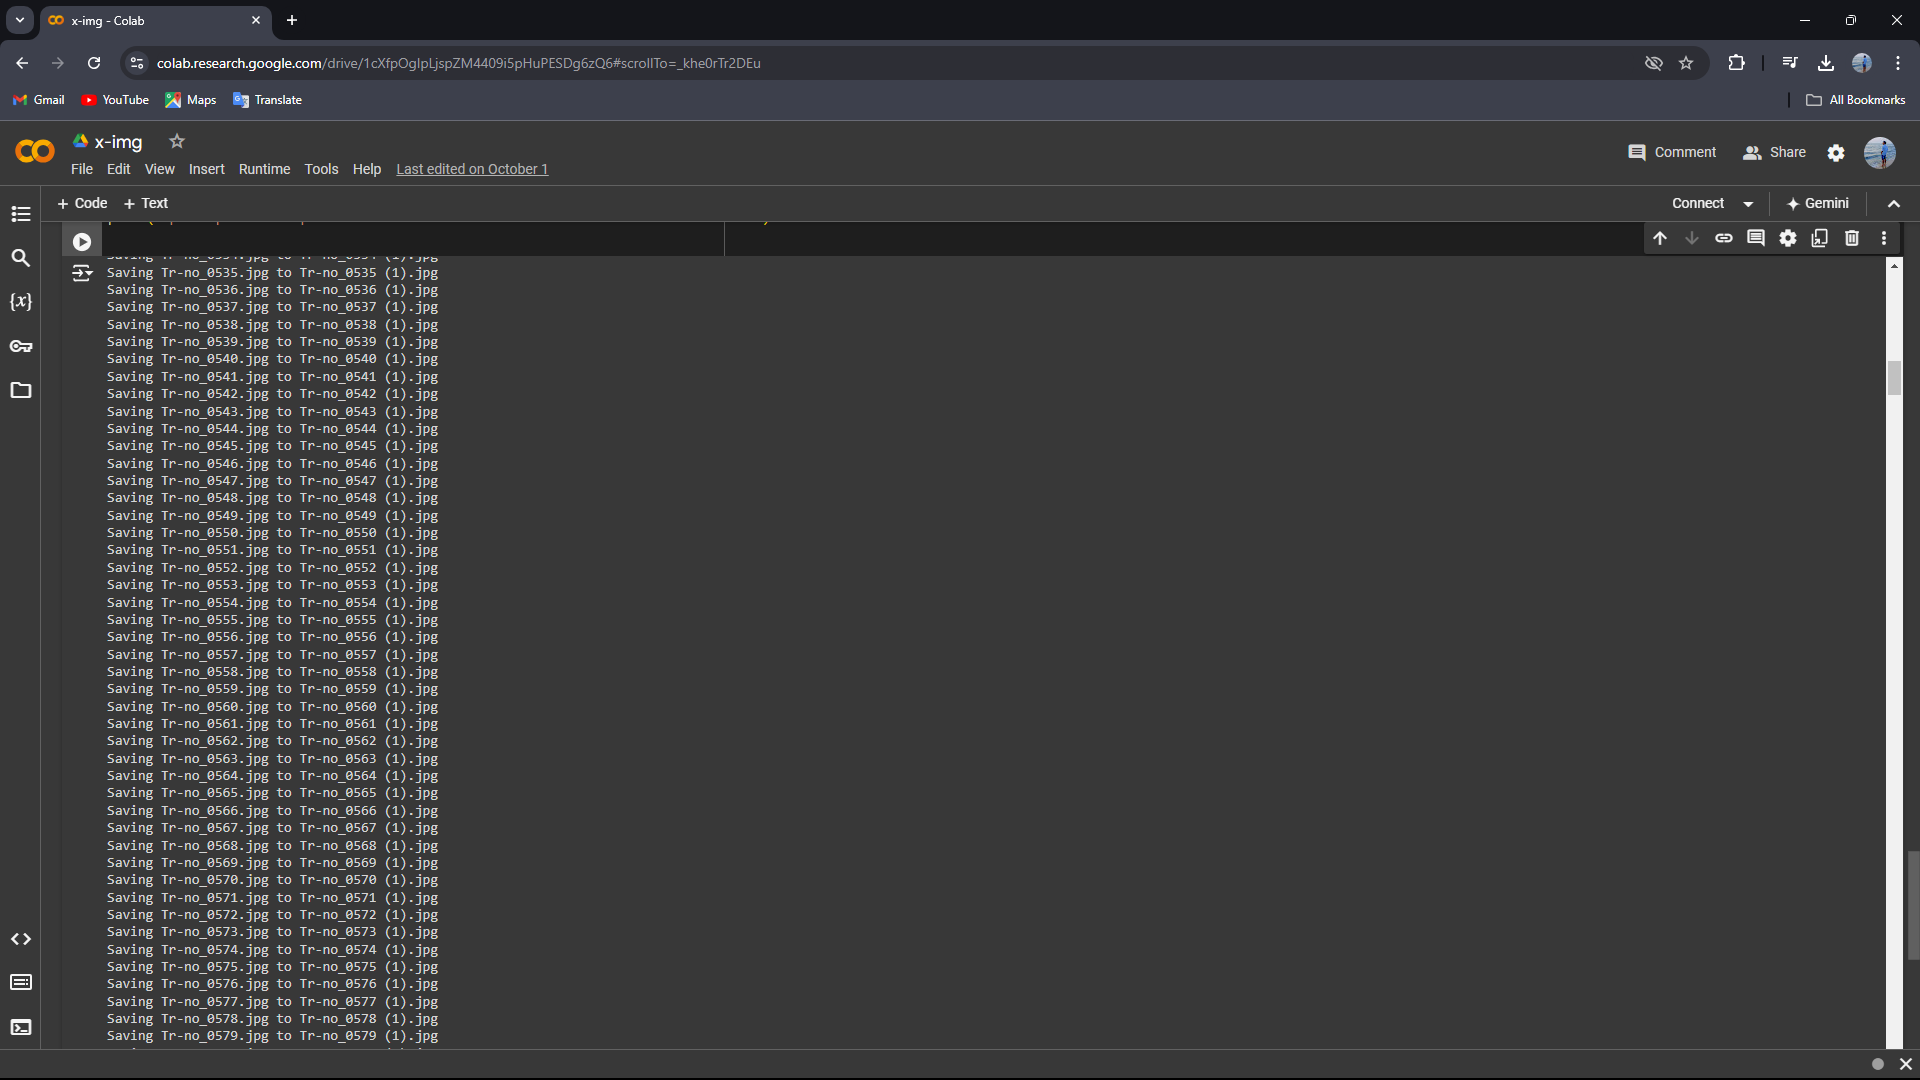 x-img - Colab
colab.research.google.com/drive/1cXfpOgIpLjspZM4409i5pHuPESDg6zQ6#scrollTo=_khe0rTr2DEu
Gmail YouTube Maps Translate All Bookmarks
x-img
File Edit View Insert Runtime Tools Help Last edited on October 1 Comment Share
+ Code + Text Connect Gemini
Saving Tr-no_0535.jpg to Tr-no_0535 (1).jpg
Saving Tr-no_0536.jpg to Tr-no_0536 (1).jpg
Saving Tr-no_0537.jpg to Tr-no_0537 (1).jpg
Saving Tr-no_0538.jpg to Tr-no_0538 (1).jpg
Saving Tr-no_0539.jpg to Tr-no_0539 (1).jpg
Saving Tr-no_0540.jpg to Tr-no_0540 (1).jpg
Saving Tr-no_0541.jpg to Tr-no_0541 (1).jpg
Saving Tr-no_0542.jpg to Tr-no_0542 (1).jpg
Saving Tr-no_0543.jpg to Tr-no_0543 (1).jpg
Saving Tr-no_0544.jpg to Tr-no_0544 (1).jpg
Saving Tr-no_0545.jpg to Tr-no_0545 (1).jpg
Saving Tr-no_0546.jpg to Tr-no_0546 (1).jpg
Saving Tr-no_0547.jpg to Tr-no_0547 (1).jpg
Saving Tr-no_0548.jpg to Tr-no_0548 (1).jpg
Saving Tr-no_0549.jpg to Tr-no_0549 (1).jpg
Saving Tr-no_0550.jpg to Tr-no_0550 (1).jpg
Saving Tr-no_0551.jpg to Tr-no_0551 (1).jpg
Saving Tr-no_0552.jpg to Tr-no_0552 (1).jpg
Saving Tr-no_0553.jpg to Tr-no_0553 (1).jpg
Saving Tr-no_0554.jpg to Tr-no_0554 (1).jpg
Saving Tr-no_0555.jpg to Tr-no_0555 (1).jpg
Saving Tr-no_0556.jpg to Tr-no_0556 (1).jpg
Saving Tr-no_0557.jpg to Tr-no_0557 (1).jpg
Saving Tr-no_0558.jpg to Tr-no_0558 (1).jpg
Saving Tr-no_0559.jpg to Tr-no_0559 (1).jpg
Saving Tr-no_0560.jpg to Tr-no_0560 (1).jpg
Saving Tr-no_0561.jpg to Tr-no_0561 (1).jpg
Saving Tr-no_0562.jpg to Tr-no_0562 (1).jpg
Saving Tr-no_0563.jpg to Tr-no_0563 (1).jpg
Saving Tr-no_0564.jpg to Tr-no_0564 (1).jpg
Saving Tr-no_0565.jpg to Tr-no_0565 (1).jpg
Saving Tr-no_0566.jpg to Tr-no_0566 (1).jpg
Saving Tr-no_0567.jpg to Tr-no_0567 (1).jpg
Saving Tr-no_0568.jpg to Tr-no_0568 (1).jpg
Saving Tr-no_0569.jpg to Tr-no_0569 (1).jpg
Saving Tr-no_0570.jpg to Tr-no_0570 (1).jpg
Saving Tr-no_0571.jpg to Tr-no_0571 (1).jpg
Saving Tr-no_0572.jpg to Tr-no_0572 (1).jpg
Saving Tr-no_0573.jpg to Tr-no_0573 (1).jpg
Saving Tr-no_0574.jpg to Tr-no_0574 (1).jpg
Saving Tr-no_0575.jpg to Tr-no_0575 (1).jpg
Saving Tr-no_0576.jpg to Tr-no_0576 (1).jpg
Saving Tr-no_0577.jpg to Tr-no_0577 (1).jpg
Saving Tr-no_0578.jpg to Tr-no_0578 (1).jpg
Saving Tr-no_0579.jpg to Tr-no_0579 (1).jpg